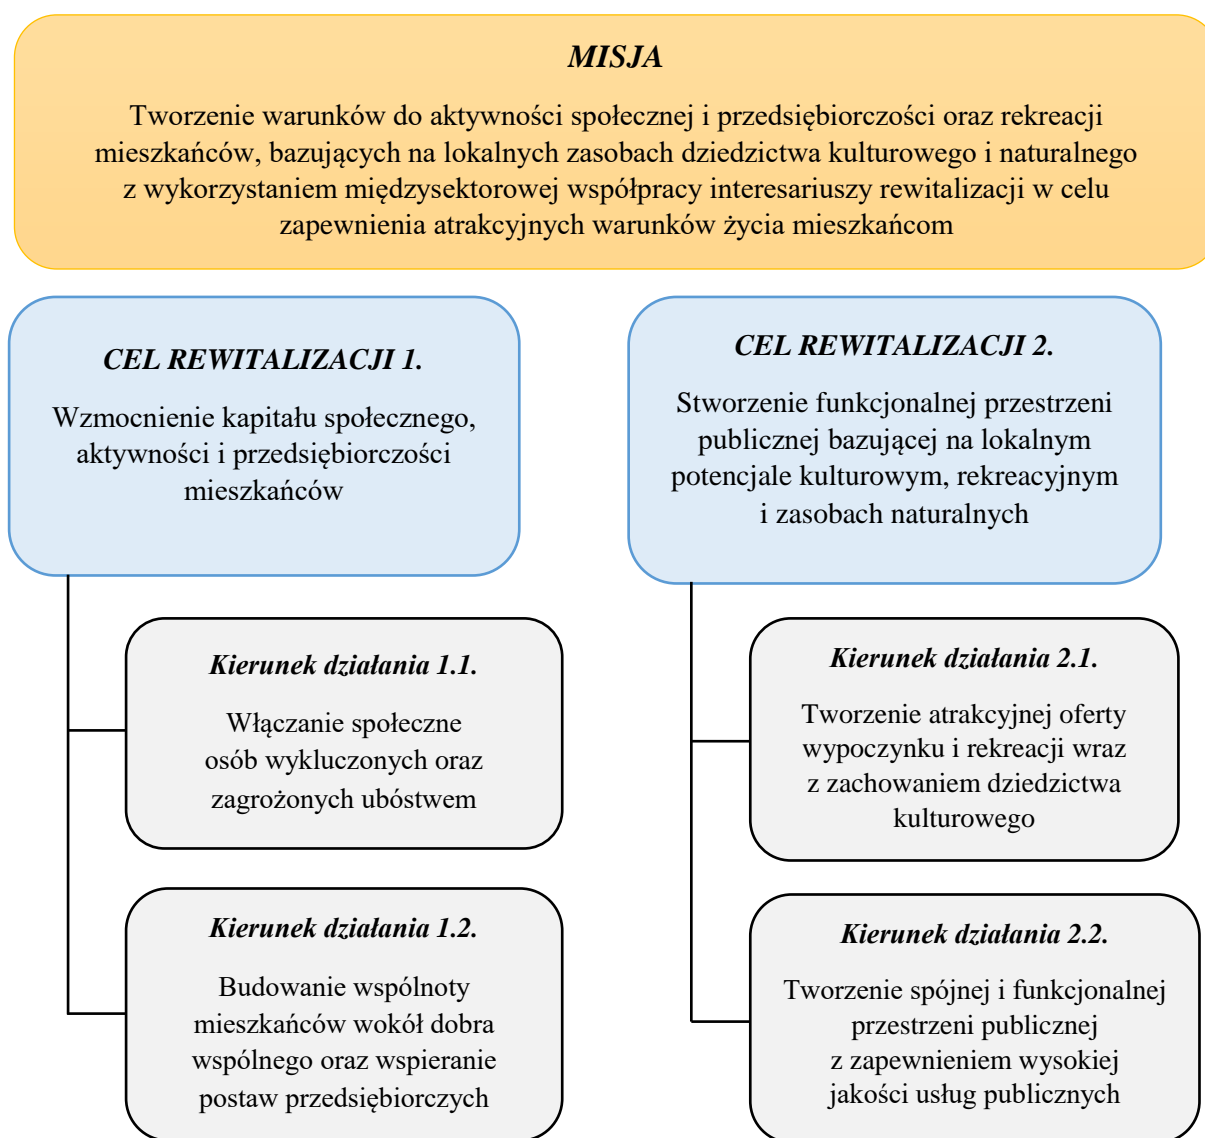 MISJA
Tworzenie warunków do aktywności społecznej i przedsiębiorczości oraz rekreacji
mieszkańców, bazujących na lokalnych zasobach dziedzictwa kulturowego i naturalnego
z wykorzystaniem międzysektorowej współpracy interesariuszy rewitalizacji w celu
zapewnienia atrakcyjnych warunków życia mieszkańcom
CEL REWITALIZACJI 1.
Wzmocnienie kapitału społecznego,
aktywności i przedsiębiorczości
mieszkańców
Kierunek działania 1.1.
Włączanie społeczne
osób wykluczonych oraz
zagrożonych ubóstwem
Kierunek działania 1.2.
Budowanie wspólnoty
mieszkańców wokół dobra
wspólnego oraz wspieranie
postaw przedsiębiorczych
CEL REWITALIZACJI 2.
Stworzenie funkcjonalnej przestrzeni
publicznej bazującej na lokalnym
potencjale kulturowym, rekreacyjnym
i zasobach naturalnych
Kierunek działania 2.1.
Tworzenie atrakcyjnej oferty
wypoczynku i rekreacji wraz
z zachowaniem dziedzictwa
kulturowego
Kierunek działania 2.2.
Tworzenie spójnej i funkcjonalnej
przestrzeni publicznej
z zapewnieniem wysokiej
jakości usług publicznych